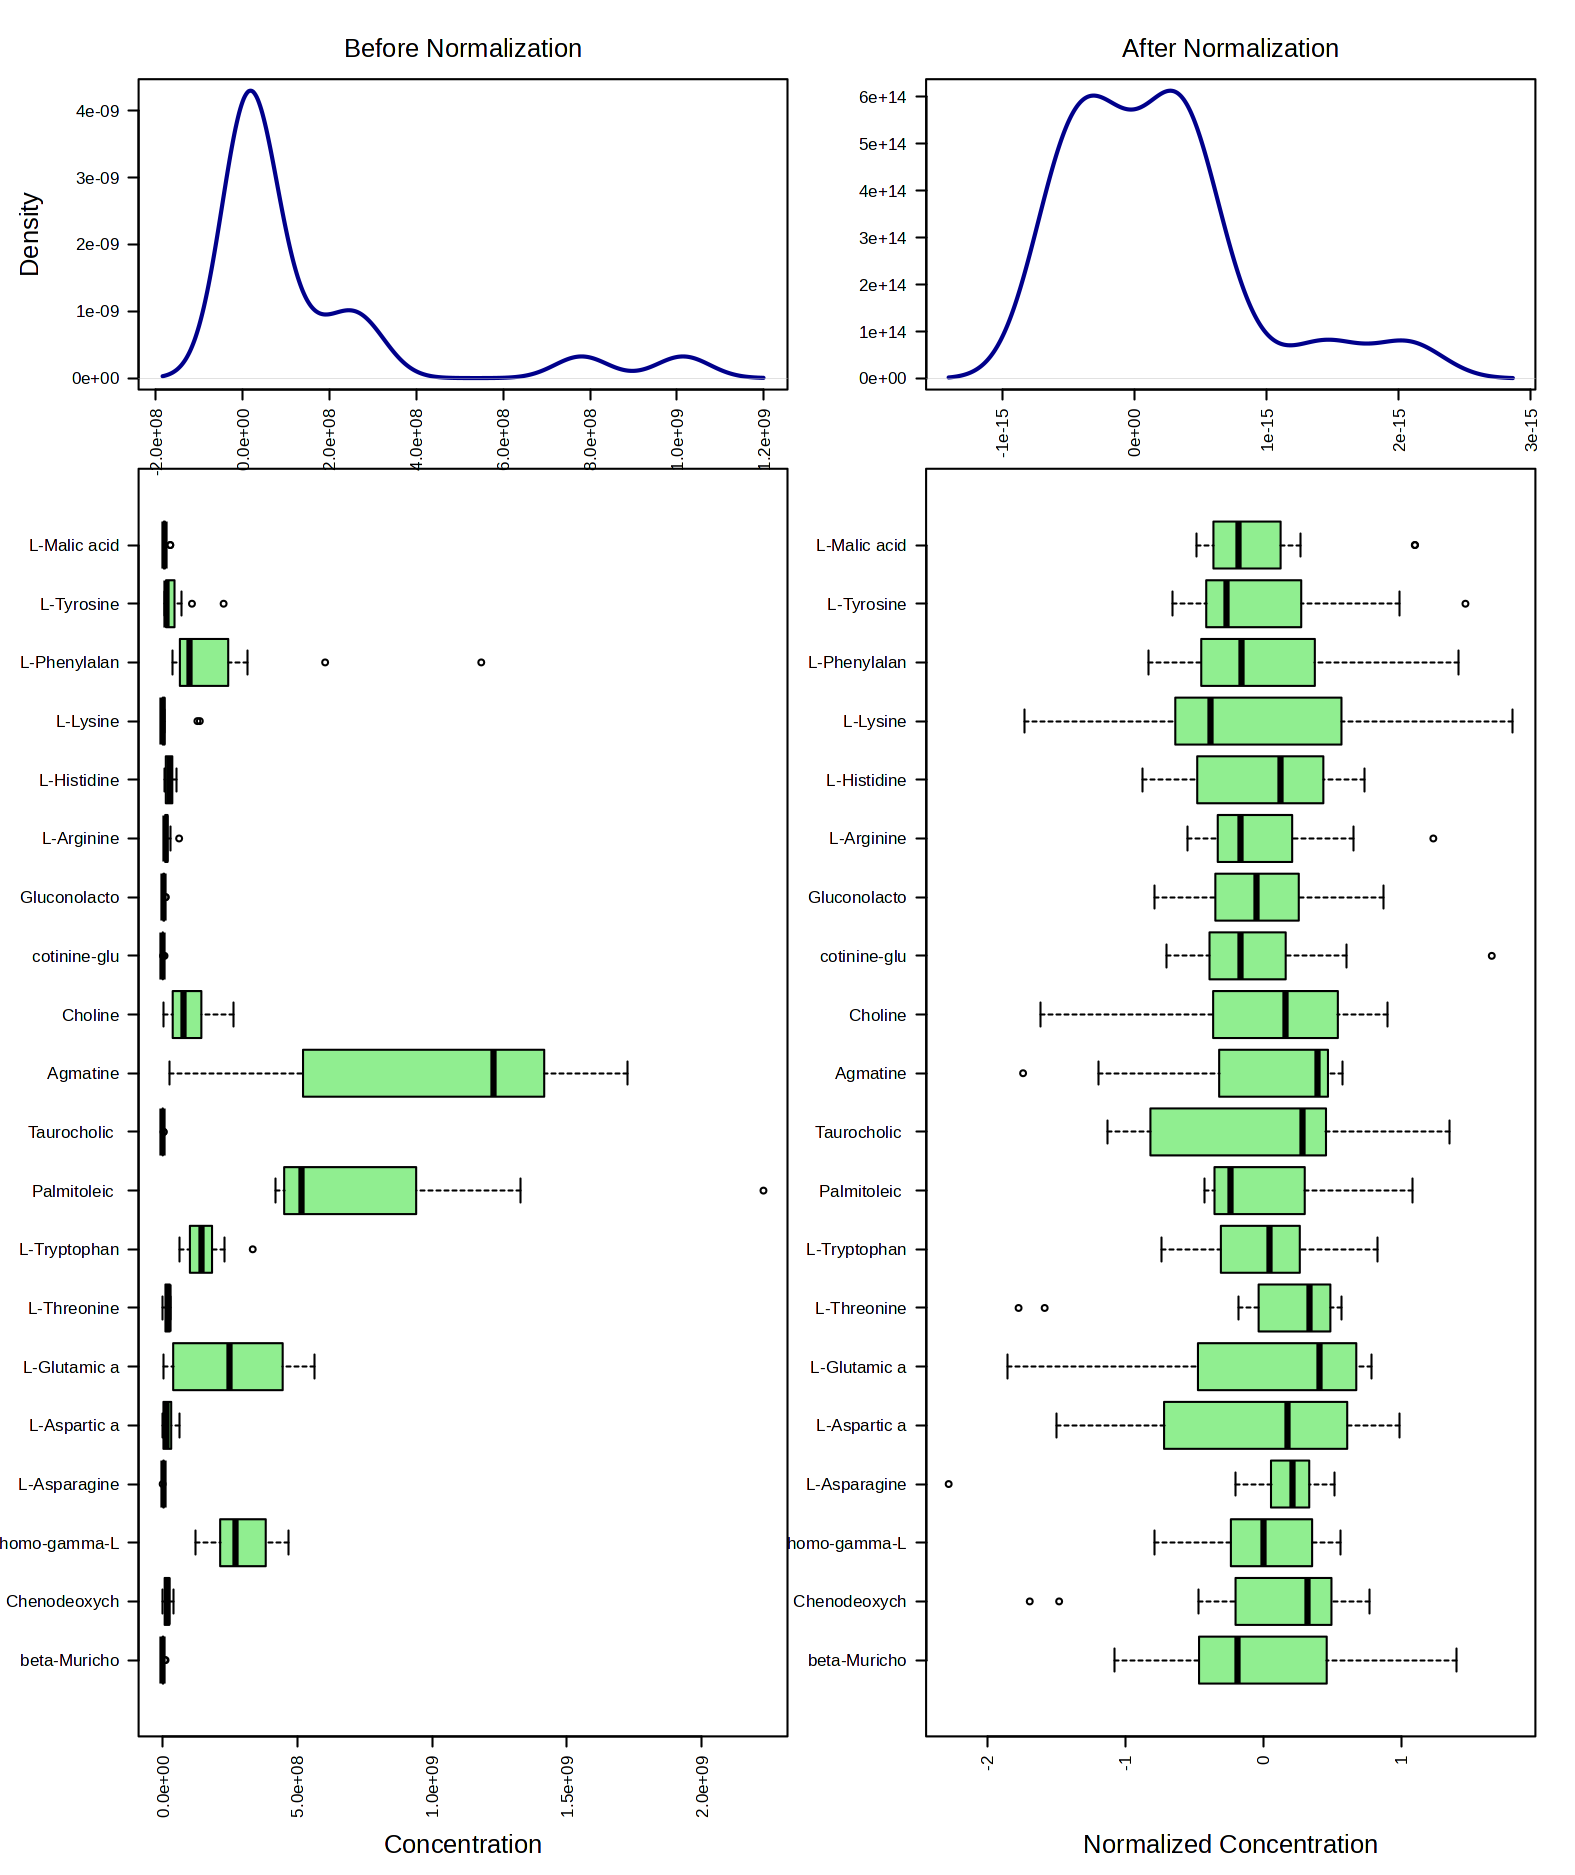 Before Normalization
After Normalization
Density
4e-09
3e-09
2e-09
1e-09
0e+00
-2.0e+08
0.0e+00
2.0e+08
4.0e+08
6.0e+08
8.0e+08
1.0e+09
1.2e+09
6e+14
5e+14
4e+14
3e+14
2e+14
1e+14
0e+00
-1e-15
0e+00
1e-15
2e-15
3e-15
L-Malic acid
L-Tyrosine
L-Phenylalan
L-Lysine
L-Histidine
L-Arginine
Gluconolacto
cotinine-glu
Choline
Agmatine
Taurocholic
Palmitoleic
L-Tryptophan
L-Threonine
L-Glutamic a
L-Aspartic a
L-Asparagine
homo-gamma-L
Chenodeoxych
beta-Muricho
0.0e+00
5.0e+08
1.0e+09
1.5e+09
2.0e+09
Concentration
L-Malic acid
L-Tyrosine
L-Phenylalan
L-Lysine
L-Histidine
L-Arginine
Gluconolacto
cotinine-glu
Choline
Agmatine
Taurocholic
Palmitoleic
L-Tryptophan
L-Threonine
L-Glutamic a
L-Aspartic a
L-Asparagine
homo-gamma-L
Chenodeoxych
beta-Muricho
-2
-1
0
1
Normalized Concentration